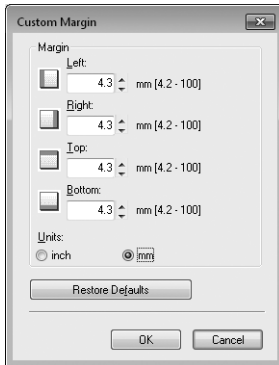 Custom Margin
Margin
Left:
4.3 mm [4.2 - 100]
Right:
4.3 mm [4.2 - 100]
Top:
4.3 mm [4.2 - 100]
Bottom:
4.3 mm [4.2 - 100]
Units:
inch mm
Restore Defaults
OK Cancel